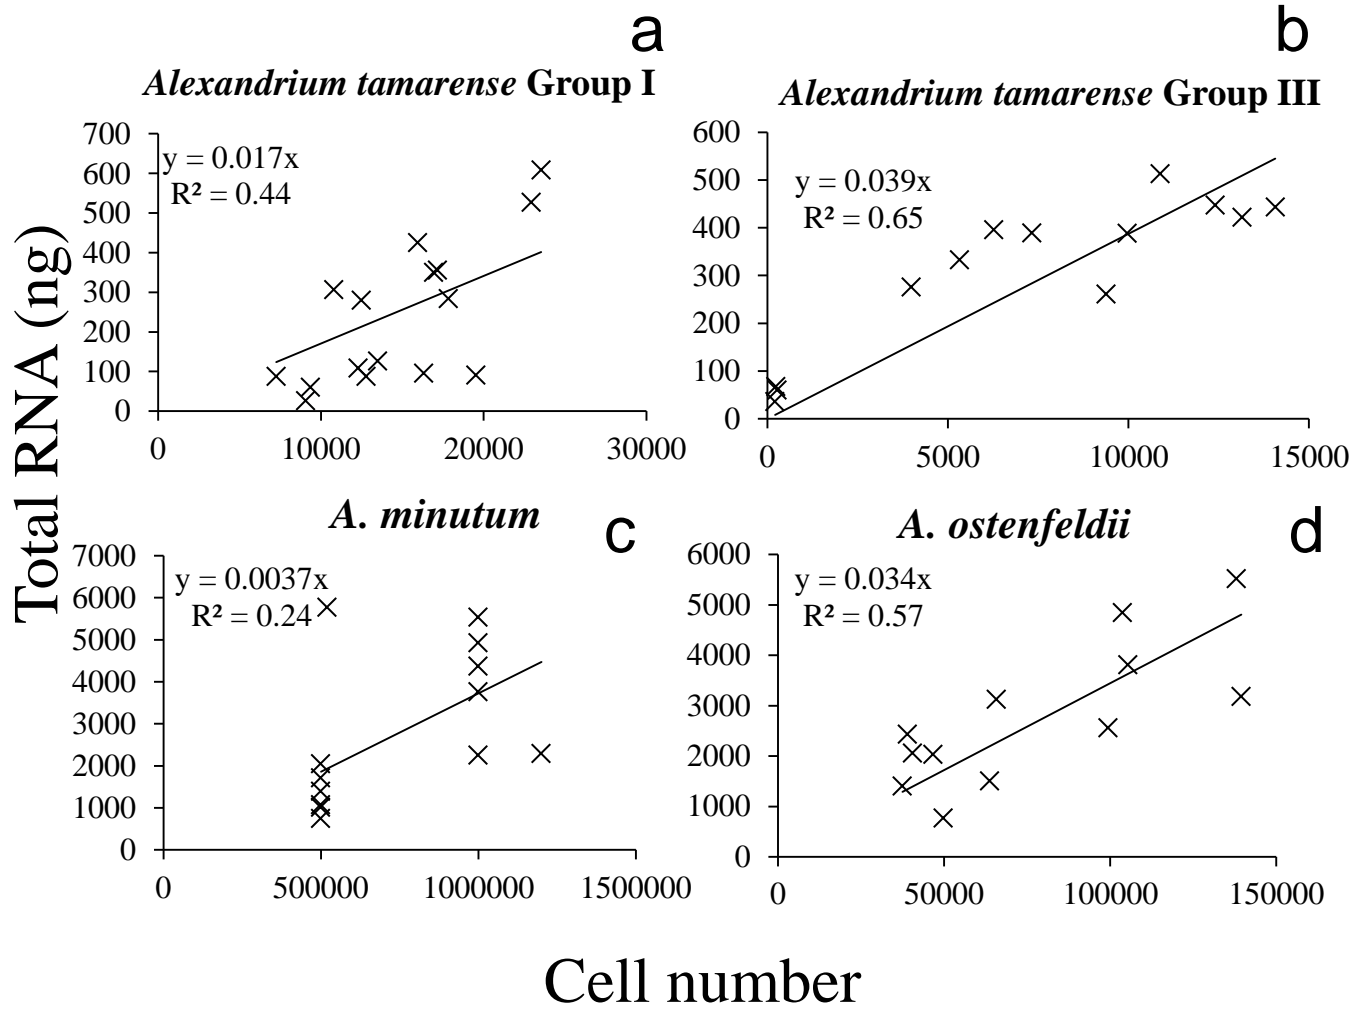 a
Alexandrium tamarense Group I
700
600
500
400
300
200
100
0
y = 0.017x
R² = 0.44
0 10000 20000 30000
b
Alexandrium tamarense Group III
600
500
400
300
200
100
0
y = 0.039x
R² = 0.65
0 5000 10000 15000
Total RNA (ng)
A. minutum c
7000
6000
5000
4000
3000
2000
1000
0
y = 0.0037x
R² = 0.24
0 500000 1000000 1500000
A. ostenfeldii d
6000
5000
4000
3000
2000
1000
0
y = 0.034x
R² = 0.57
0 50000 100000 150000
Cell number